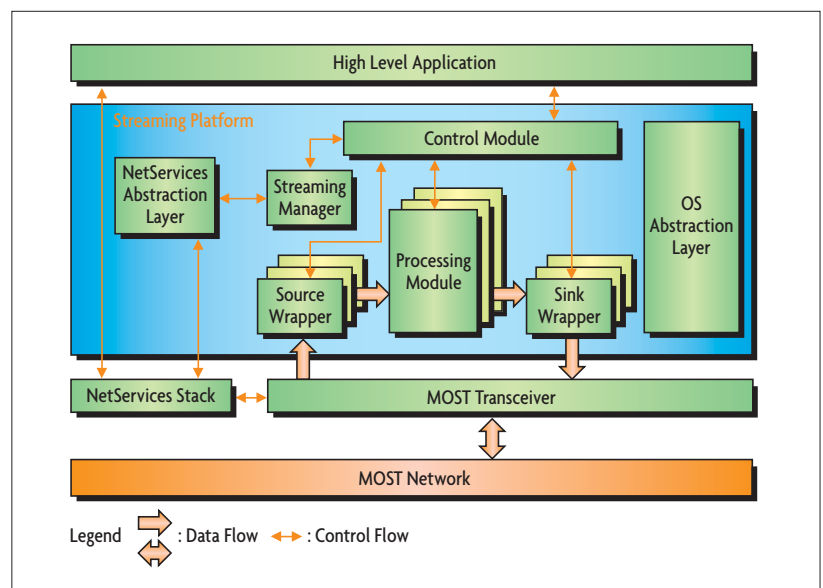 High Level Application
Streaming Platform
Control Module
NetServices
Abstraction
Layer
Streaming
Manager
OS
Abstraction
Layer
Processing
Module
Source
Wrapper
Sink
Wrapper
NetServices Stack
MOST Transceiver
MOST Network
Legend : Data Flow : Control Flow